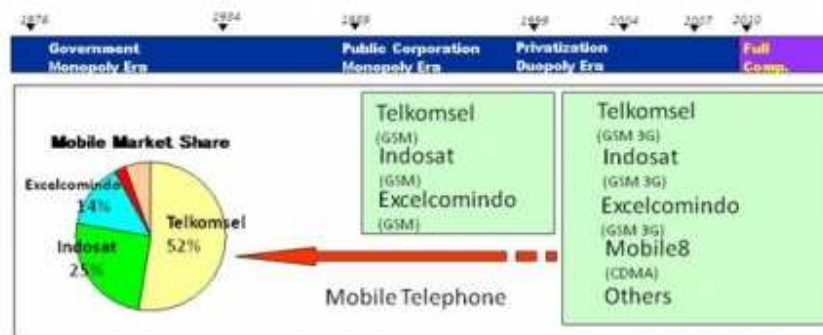 1976 1984 1989 1999 2004 2007 2010
Government Monopoly Era
Public Corporation Monopoly Era
Privatization Duopoly Era
Full Comp.
Mobile Market Share
Excelcomindo
14%
Telkomsel
52%
Indosat
25%
Telkomsel
(GSM)
Indosat
(GSM)
Excelcomindo
(GSM)
Telkomsel
(GSM 3G)
Indosat
(GSM 3G)
Excelcomindo
(GSM 3G)
Mobile8
(CDMA)
Others
Mobile Telephone